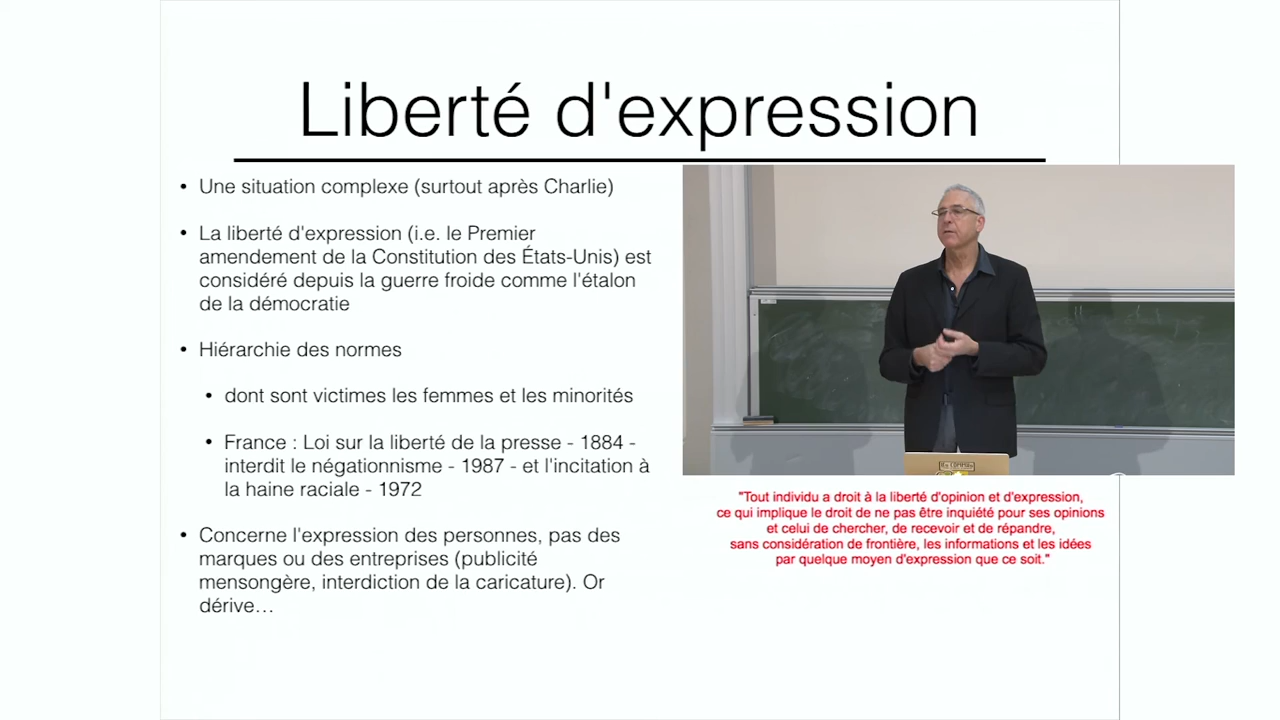 Liberté d'expression
• Une situation complexe (surtout après Charlie)
• La liberté d'expression (i.e. le Premier
amendement de la Constitution des États-Unis) est
considéré depuis la guerre froide comme l'étalon
de la démocratie
• Hiérarchie des normes
• dont sont victimes les femmes et les minorités
• France : Loi sur la liberté de la presse - 1884 -
interdit le négationnisme - 1987 - et l'incitation à
la haine raciale - 1972
• Concerne l'expression des personnes, pas des
marques ou des entreprises (publicité
mensongère, interdiction de la caricature). Or
dérive…
"Tout individu a droit à la liberté d'opinion et d'expression,
ce qui implique le droit de ne pas être inquiété pour ses opinions
et celui de chercher, de recevoir et de répandre,
sans considération de frontière, les informations et les idées
par quelque moyen d'expression que ce soit."